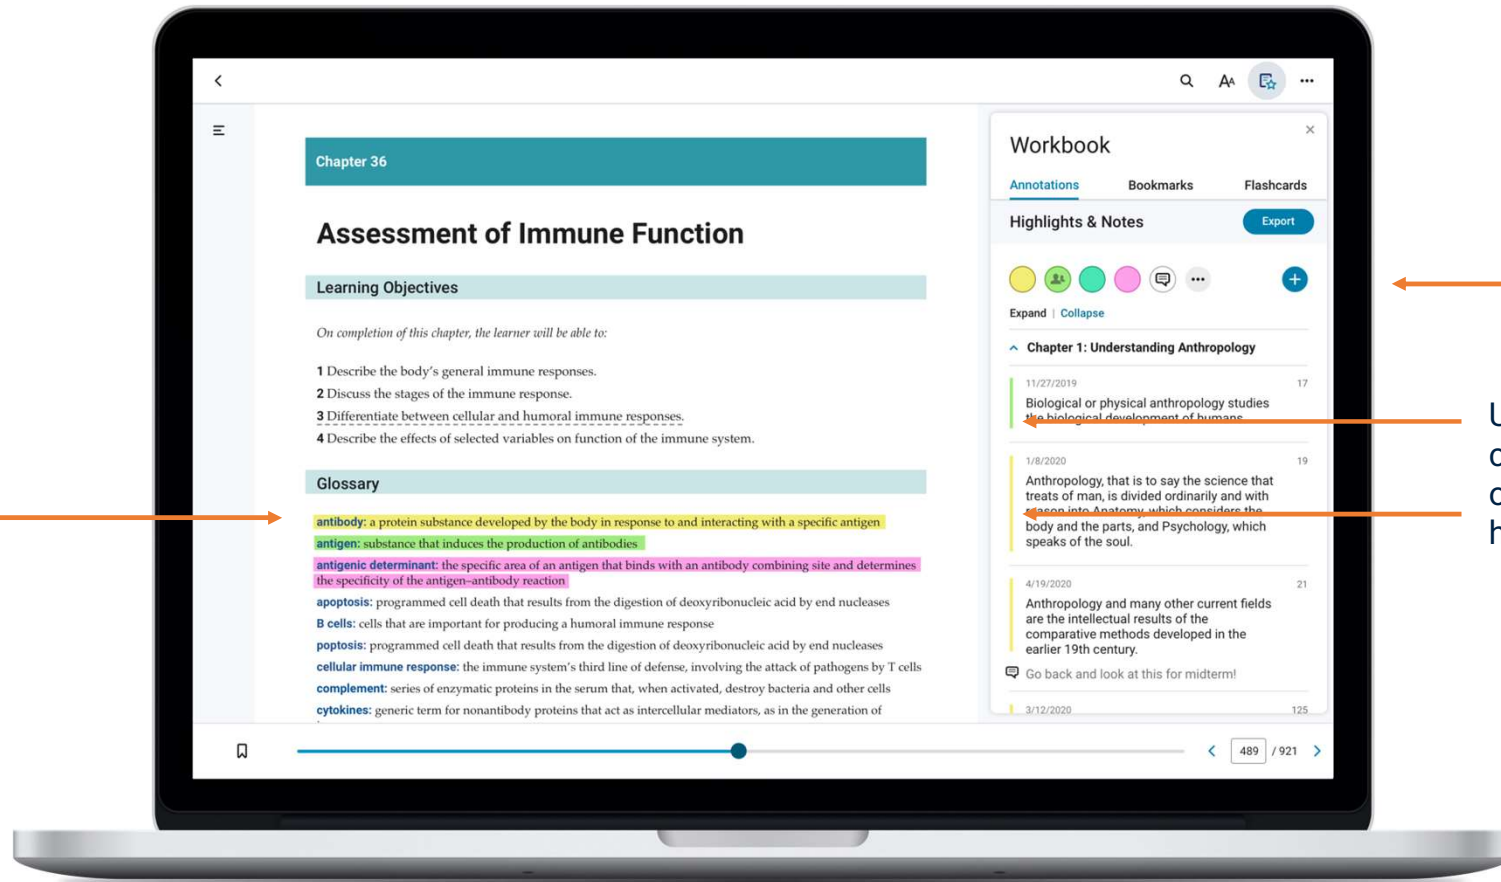 Chapter 36
Assessment of Immune Function
Learning Objectives
On completion of this chapter, the learner will be able to:
1 Describe the body's general immune responses.
2 Discuss the stages of the immune response.
3 Differentiate between cellular and humoral immune responses.
4 Describe the effects of selected variables on function of the immune system.
Glossary
antibody: a protein substance developed by the body in response to and interacting with a specific antigen
antigen: substance that induces the production of antibodies
antigenic determinant: the specific area of an antigen that binds with an antibody combining site and determines
the specificity of the antigen–antibody reaction
apoptosis: programmed cell death that results from the digestion of deoxyribonucleic acid by end nucleases
B cells: cells that are important for producing a humoral immune response
poptosis: programmed cell death that results from the digestion of deoxyribonucleic acid by end nucleases
cellular immune response: the immune system's third line of defense, involving the attack of pathogens by T cells
complement: series of enzymatic proteins in the serum that, when activated, destroy bacteria and other cells
cytokines: generic term for nonantibody proteins that act as intercellular mediators, as in the generation of
AA
Workbook
Annotations Bookmarks Flashcards
Highlights & Notes Export
Expand | Collapse
Chapter 1: Understanding Anthropology
11/27/2019 17
Biological or physical anthropology studies
the biological development of humans
1/8/2020 19
Anthropology, that is to say the science that
treats of man, is divided ordinarily and with
reason into Anatomy, which considers the
body and the parts, and Psychology, which
speaks of the soul.
4/19/2020 21
Anthropology and many other current fields
are the intellectual results of the
comparative methods developed in the
earlier 19th century.
Go back and look at this for midterm!
3/12/2020 125
489 / 921